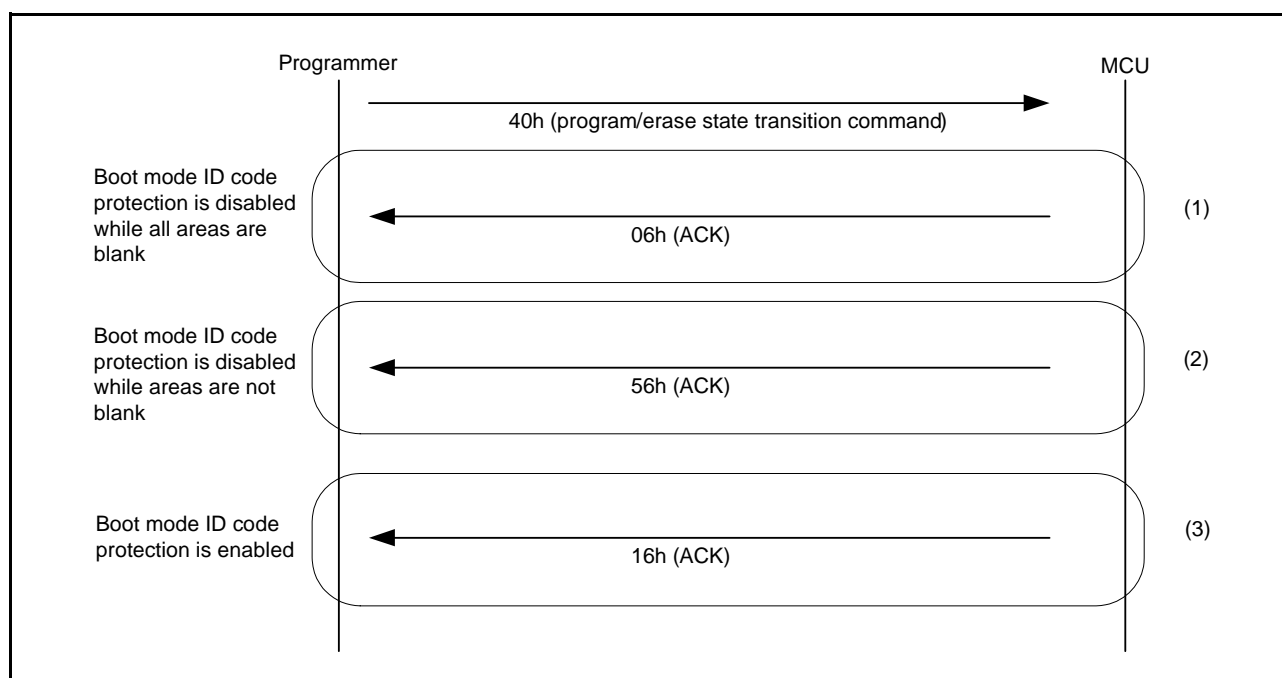 Programmer
MCU
40h (program/erase state transition command)
Boot mode ID code
protection is disabled
while all areas are
blank
06h (ACK)
(1)
Boot mode ID code
protection is disabled
while areas are not
blank
56h (ACK)
(2)
Boot mode ID code
protection is enabled
16h (ACK)
(3)